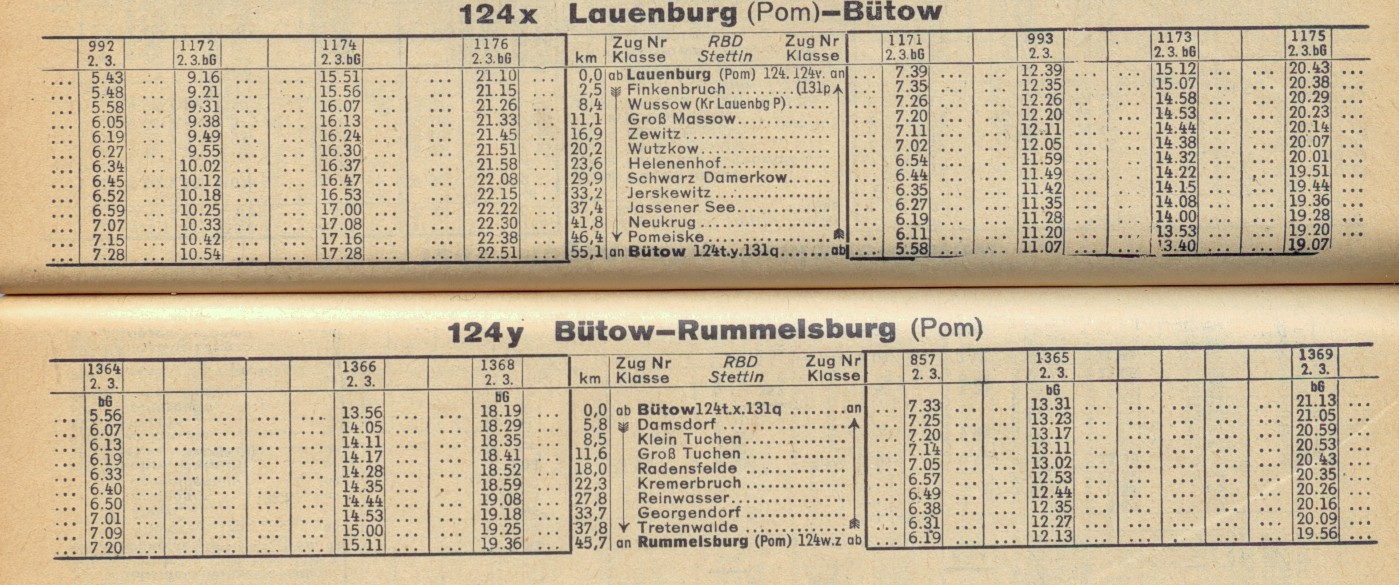 124x Lauenburg (Pom)–Bütow
992 1172 1174 1176 Zug Nr RBD Zug Nr 1171 993 1173 1175
2. 3. 2.3.bG 2.3.bG 2.3.bG km Klasse Stettin Klasse 2.3.bG 2.3. 2.3.bG 2.3.bG
... 5.43 ... 9.16 ... ... 15.51 ... ... 21.10 ... 0,0 ab Lauenburg (Pom) 124. 124v. an ... 7.39 ... 12.39 ... ... 15.12 ... ... 20.43 ...
... 5.48 ... 9.21 ... ... 15.56 ... ... 21.15 ... 2,5 Finkenbruch ........(131p ... 7.35 ... 12.35 ... ... 15.07 ... ... 20.38 ...
... 5.58 ... 9.31 ... ... 16.07 ... ... 21.26 ... 8,4 Wussow (Kr Lauenbg P).... ... 7.26 ... 12.26 ... ... 14.58 ... ... 20.29 ...
... 6.05 ... 9.38 ... ... 16.13 ... ... 21.33 ... 11,1 Groß Massow............ ... 7.20 ... 12.20 ... ... 14.53 ... ... 20.23 ...
... 6.19 ... 9.49 ... ... 16.24 ... ... 21.45 ... 16,9 Zewitz................ ... 7.11 ... 12.11 ... ... 14.44 ... ... 20.14 ...
... 6.27 ... 9.55 ... ... 16.30 ... ... 21.51 ... 20,2 Wutzkow................ ... 7.02 ... 12.05 ... ... 14.38 ... ... 20.07 ...
... 6.34 ... 10.02 ... ... 16.37 ... ... 21.58 ... 23,6 Helenenhof.............. ... 6.54 ... 11.59 ... ... 14.32 ... ... 20.01 ...
... 6.45 ... 10.12 ... ... 16.47 ... ... 22.08 ... 29,9 Schwarz Damerkow...... ... 6.44 ... 11.49 ... ... 14.22 ... ... 19.51 ...
... 6.52 ... 10.18 ... ... 16.53 ... ... 22.15 ... 33,2 Jerskewitz............. ... 6.35 ... 11.42 ... ... 14.15 ... ... 19.44 ...
... 6.59 ... 10.25 ... ... 17.00 ... ... 22.22 ... 37,4 Jassener See............ ... 6.27 ... 11.35 ... ... 14.08 ... ... 19.36 ...
... 7.07 ... 10.33 ... ... 17.08 ... ... 22.30 ... 41,8 Neukrug................ ... 6.19 ... 11.28 ... ... 14.00 ... ... 19.28 ...
... 7.15 ... 10.42 ... ... 17.16 ... ... 22.38 ... 46,4 Pomeiske............... ... 6.11 ... 11.20 ... ... 13.53 ... ... 19.20 ...
... 7.28 ... 10.54 ... ... 17.28 ... ... 22.51 ... 55,1 an Bütow 124t.y.131q.......ab ... 5.58 ... 11.07 ... ... 13.40 ... ... 19.07 ...
124y Bütow–Rummelsburg (Pom)
1364 1366 1368 Zug Nr RBD Zug Nr 857 1365 1369
2. 3. 2. 3. 2. 3. km Klasse Stettin Klasse 2. 3. 2. 3. 2. 3.
bG bG bG bG
... 5.56 ... ... ... ... 13.56 ... ... 18.19 ... 0,0 ab Bütow124t.x.131q ........an ... 7.33 ... ... 13.31 ... ... ... ... ... 21.13 ...
... 6.07 ... ... ... ... 14.05 ... ... 18.29 ... 5,8 Damsdorf.............. ... 7.25 ... ... 13.23 ... ... ... ... ... 21.05 ...
... 6.13 ... ... ... ... 14.11 ... ... 18.35 ... 8,5 Klein Tuchen............ ... 7.20 ... ... 13.17 ... ... ... ... ... 20.59 ...
... 6.19 ... ... ... ... 14.17 ... ... 18.41 ... 11,6 Groß Tuchen............ ... 7.14 ... ... 13.11 ... ... ... ... ... 20.53 ...
... 6.33 ... ... ... ... 14.28 ... ... 18.52 ... 18,0 Radensfelde ............ ... 7.05 ... ... 13.02 ... ... ... ... ... 20.43 ...
... 6.40 ... ... ... ... 14.35 ... ... 18.59 ... 22,3 Kremerbruch ........... ... 6.57 ... ... 12.53 ... ... ... ... ... 20.35 ...
... 6.50 ... ... ... ... 14.44 ... ... 19.08 ... 27,8 Reinwasser............. ... 6.49 ... ... 12.44 ... ... ... ... ... 20.26 ...
... 7.01 ... ... ... ... 14.53 ... ... 19.18 ... 33,7 Georgendorf ........... ... 6.38 ... ... 12.35 ... ... ... ... ... 20.16 ...
... 7.09 ... ... ... ... 15.00 ... ... 19.25 ... 37,8 Tretenwalde ........... ... 6.31 ... ... 12.27 ... ... ... ... ... 20.09 ...
... 7.20 ... ... ... ... 15.11 ... ... 19.36 ... 45,7 an Rummelsburg (Pom) 124w.z ab ... 6.19 ... ... 12.13 ... ... ... ... ... 19.56 ...